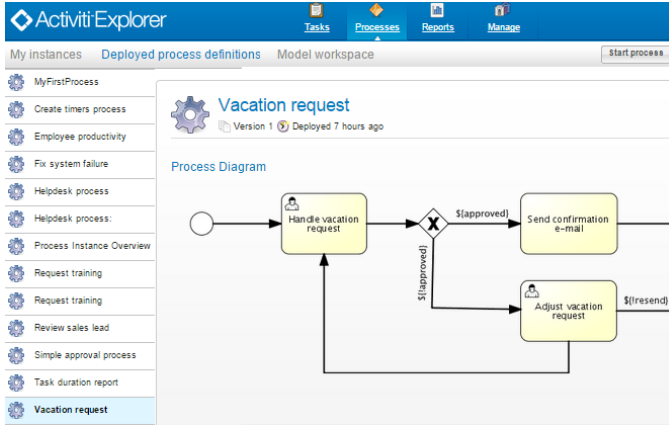 Activiti Explorer
Tasks
Processes
Reports
Manage
My instances
Deployed process definitions
Model workspace
Start process...
MyFirstProcess
Create timers process
Employee productivity
Fix system failure
Helpdesk process
Helpdesk process:
Process Instance Overview
Request training
Request training
Review sales lead
Simple approval process
Task duration report
Vacation request
Vacation request
Version 1
Deployed 7 hours ago
Process Diagram
Handle vacation
request
X
${approved}
Send confirmation
e-mail
${!approved}
Adjust vacation
request
${!resend}